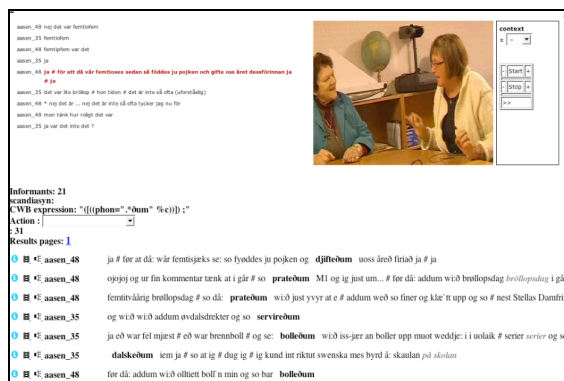 aasen_48 nej det var femtiofem
aasen_35 femtiofem
aasen_48 femtipfem var det
aasen_35 ja
aasen_48 ja # för att då vår femtiosex sedan så föddes ju pojken och gifte oss året dessförinnan ja
# ja
aasen_35 det var lite bröllop # hon tiden # det är inte så ofta (uforståelig)
aasen_48 * nej det är ... nej det är inte så ofta tycker jag nu för
aasen_48 men tänk hur roligt det var
aasen_35 ja var det inte det ?
context
± –
- Start +
- Stop +
>>
Informants: 21
scandiasyn:
CWB expression: "([((phon=".*ðum" %c))]) ;"
Action :
: 31
Results pages: 1
aasen_48 ja # før at då: vår femtisjæks se: so fyøddes ju pojken og djifteðum uoss åreð firiað ja # ja
aasen_48 ojojoj og ur fin kommentar tænk at i går # so prateðum M1 og ig just um... # før då: addum wi:ð brøllopsdag bröllopsdag i gå
aasen_48 femtitvåårig brøllopsdag # so då: prateðum wi:ð just yvyr at e # addum weð so finer og klæ`tt upp og so # nest Stellas Damfri
aasen_35 og wi:ð wi:ð addum øvdalsdrekter og so servireðum
aasen_35 ja eð war fel mjæst # eð war brennboll # og se: bolleðum wi:ð iss-jær an boller upp muot weddje: i i uolaik # serier serier og s
aasen_35 dalskeðum iem ja # so at ig # dug ig # ig kund int riktut swenska mes byrd å: skaulan på skolan
aasen_48 før då: addum wi:ð olltiett boll`n min og so bar bolleðum